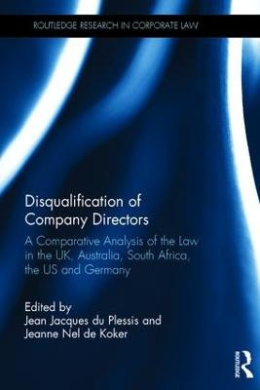 ROUTLEDGE RESEARCH IN CORPORATE LAW
Disqualification of
Company Directors
A Comparative Analysis of the Law
in the UK, Australia, South Africa,
the US and Germany
Edited by
Jean Jacques du Plessis and
Jeanne Nel de Koker
ROUTLEDGE